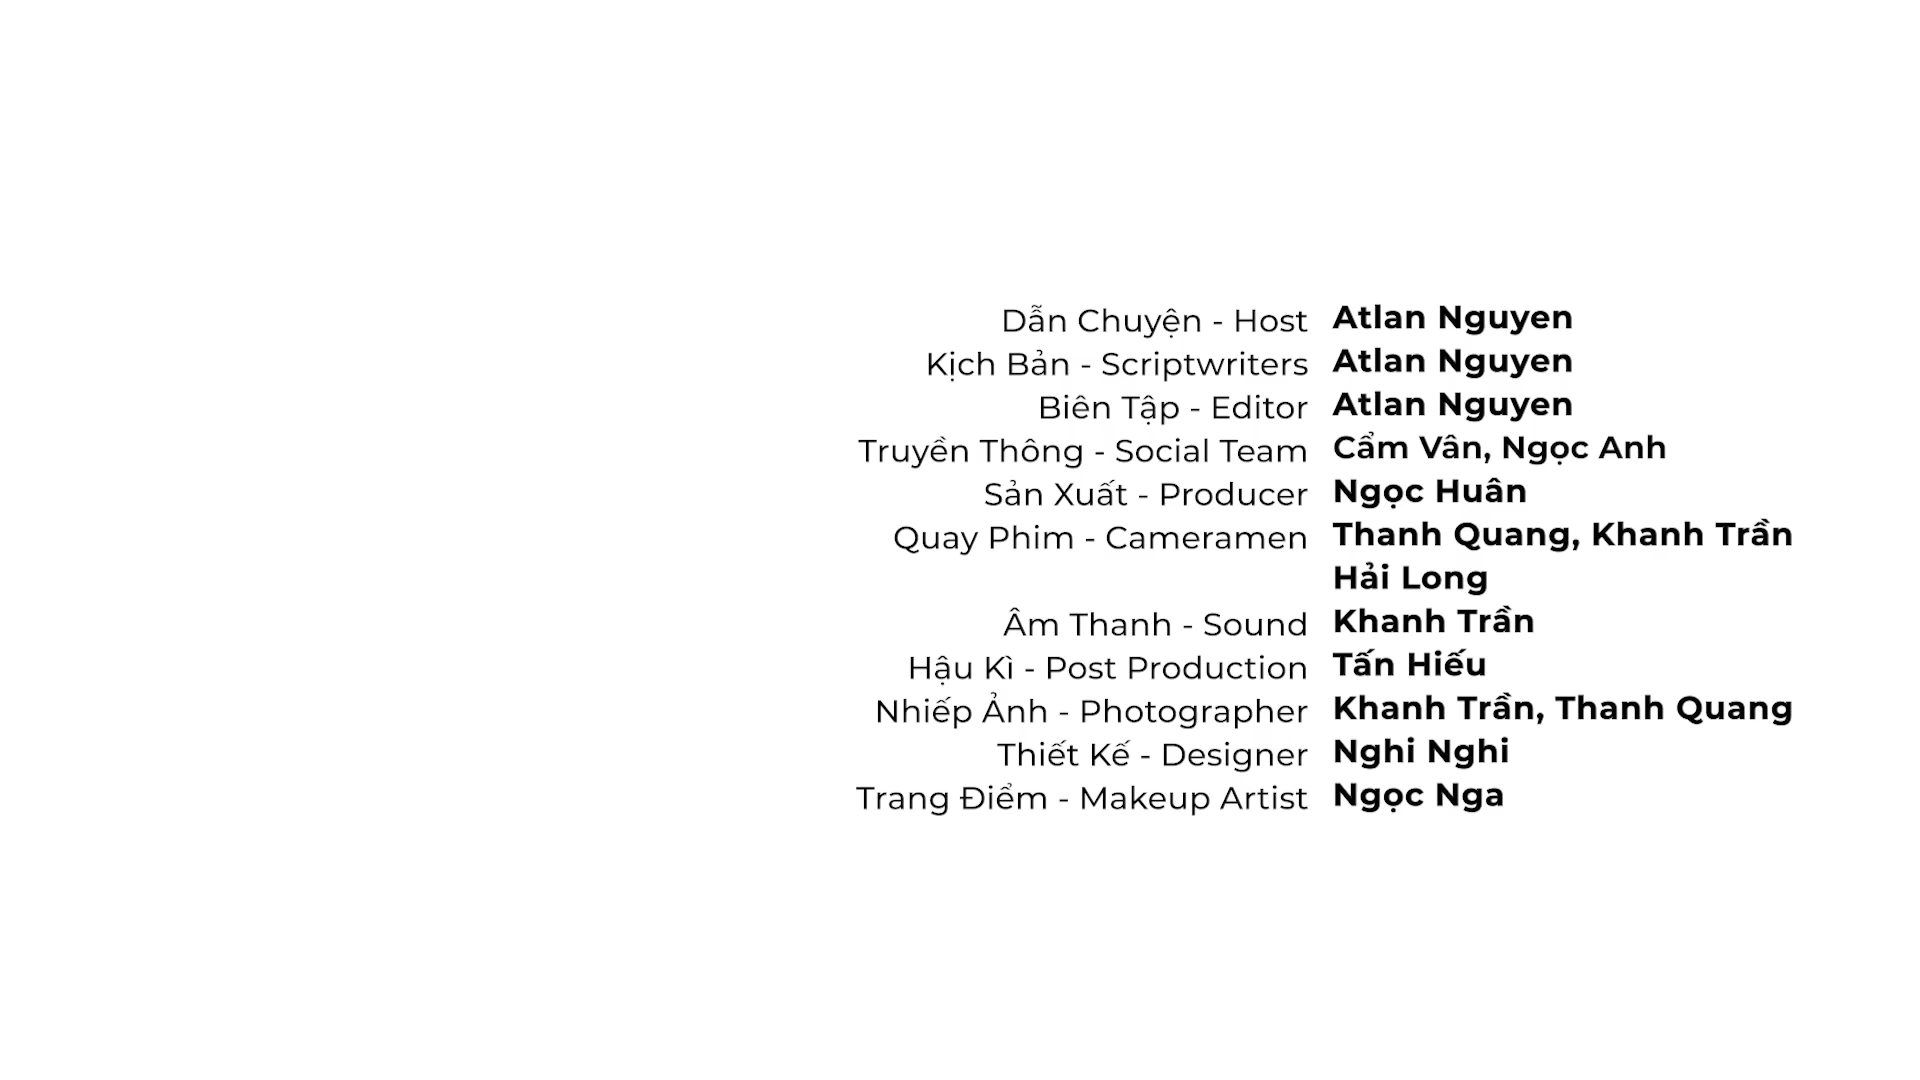 Dẫn Chuyện - Host Atlan Nguyen
Kịch Bản - Scriptwriters Atlan Nguyen
Biên Tập - Editor Atlan Nguyen
Truyền Thông - Social Team Cẩm Vân, Ngọc Anh
Sản Xuất - Producer Ngọc Huân
Quay Phim - Cameramen Thanh Quang, Khanh Trần
Hải Long
Âm Thanh - Sound Khanh Trần
Hậu Kì - Post Production Tấn Hiếu
Nhiếp Ảnh - Photographer Khanh Trần, Thanh Quang
Thiết Kế - Designer Nghi Nghi
Trang Điểm - Makeup Artist Ngọc Nga